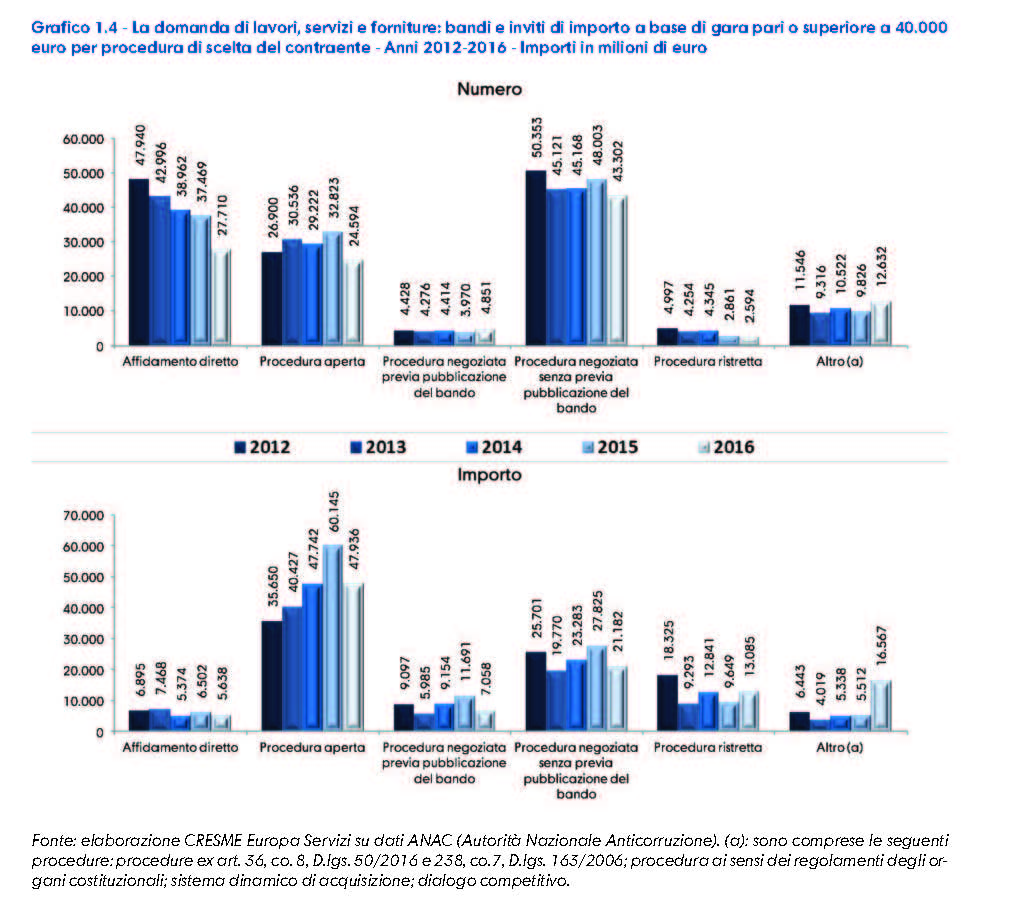 Grafico 1.4 - La domanda di lavori, servizi e forniture: bandi e inviti di importo a base di gara pari o superiore a 40.000
euro per procedura di scelta del contraente - Anni 2012-2016 - Importi in milioni di euro
Numero
60.000
50.000
40.000
30.000
20.000
10.000
0
47.940
42.996
38.962
37.469
27.710
26.900
30.536
29.222
32.823
24.594
4.428
4.276
4.414
3.970
4.851
50.353
45.121
45.168
48.003
43.302
4.997
4.254
4.345
2.861
2.594
11.546
9.316
10.522
9.826
12.632
Affidamento diretto
Procedura aperta
Procedura negoziata
previa pubblicazione
del bando
Procedura negoziata
senza previa
pubblicazione del
bando
Procedura ristretta
Altro (a)
2012 2013 2014 2015 2016
Importo
70.000
60.000
50.000
40.000
30.000
20.000
10.000
0
6.895
7.468
5.374
6.502
5.638
35.650
40.427
47.742
60.145
47.936
9.097
5.985
9.154
11.691
7.058
25.701
19.770
23.283
27.825
21.182
18.325
9.293
12.841
9.649
13.085
6.443
4.019
5.338
5.512
16.567
Affidamento diretto
Procedura aperta
Procedura negoziata
previa pubblicazione
del bando
Procedura negoziata
senza previa
pubblicazione del
bando
Procedura ristretta
Altro (a)
Fonte: elaborazione CRESME Europa Servizi su dati ANAC (Autorità Nazionale Anticorruzione). (a): sono comprese le seguenti
procedure: procedure ex art. 36, co. 8, D.lgs. 50/2016 e 238, co.7, D.lgs. 163/2006; procedura ai sensi dei regolamenti degli or-
gani costituzionali; sistema dinamico di acquisizione; dialogo competitivo.